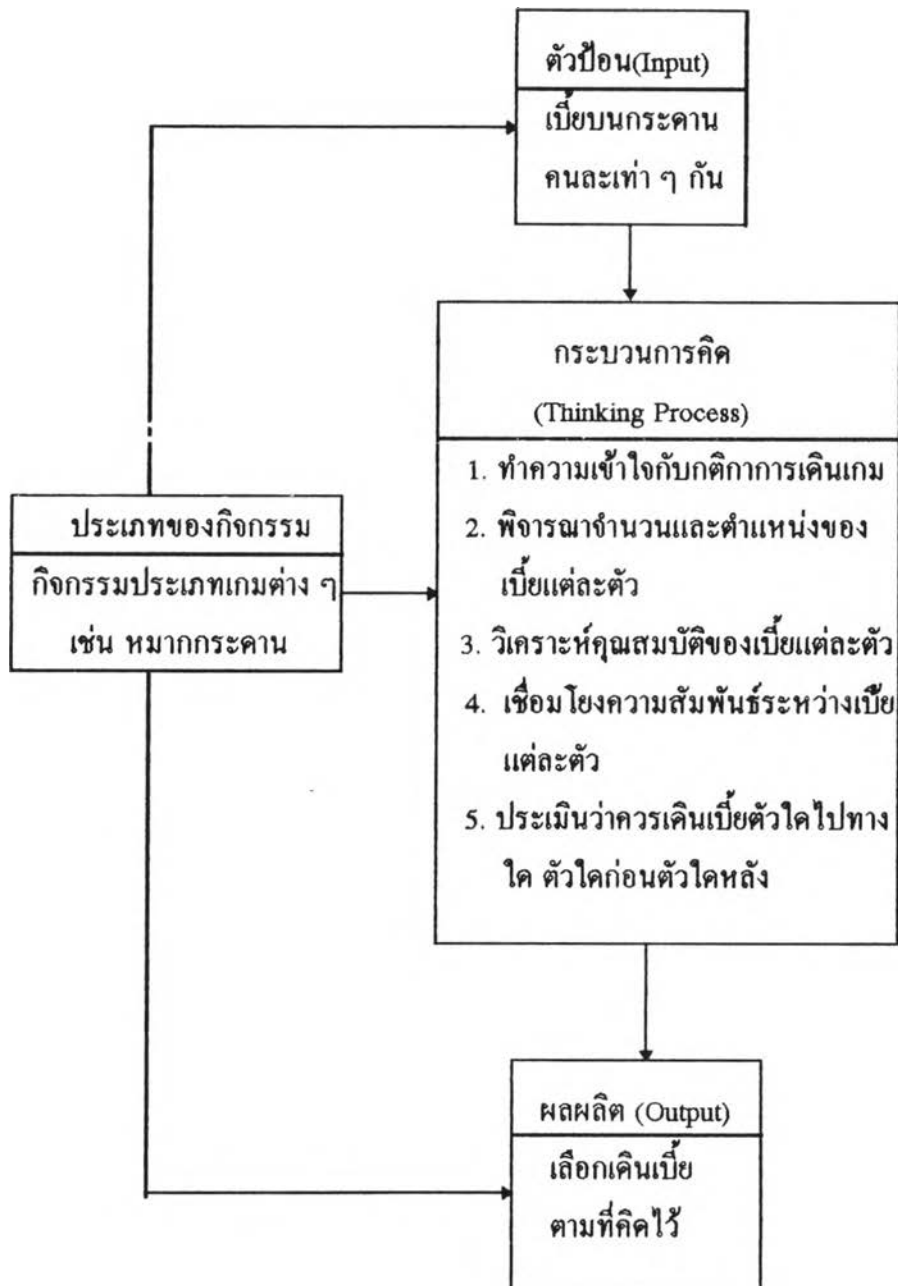 ตัวป้อน(Input)
เบี้ยบนกระดาน
คนละเท่า ๆ กัน
กระบวนการคิด
(Thinking Process)
1. ทำความเข้าใจกับกติกาการเดินเกม
2. พิจารณาจำนวนและตำแหน่งของ
เบี้ยแต่ละตัว
3. วิเคราะห์คุณสมบัติของเบี้ยแต่ละตัว
4. เชื่อมโยงความสัมพันธ์ระหว่างเบี้ย
แต่ละตัว
5. ประเมินว่าควรเดินเบี้ยตัวใดไปทาง
ใด ตัวใดก่อนตัวใดหลัง
ประเภทของกิจกรรม
กิจกรรมประเภทเกมต่าง ๆ
เช่น หมากกระดาน
ผลผลิต (Output)
เลือกเดินเบี้ย
ตามที่คิดไว้